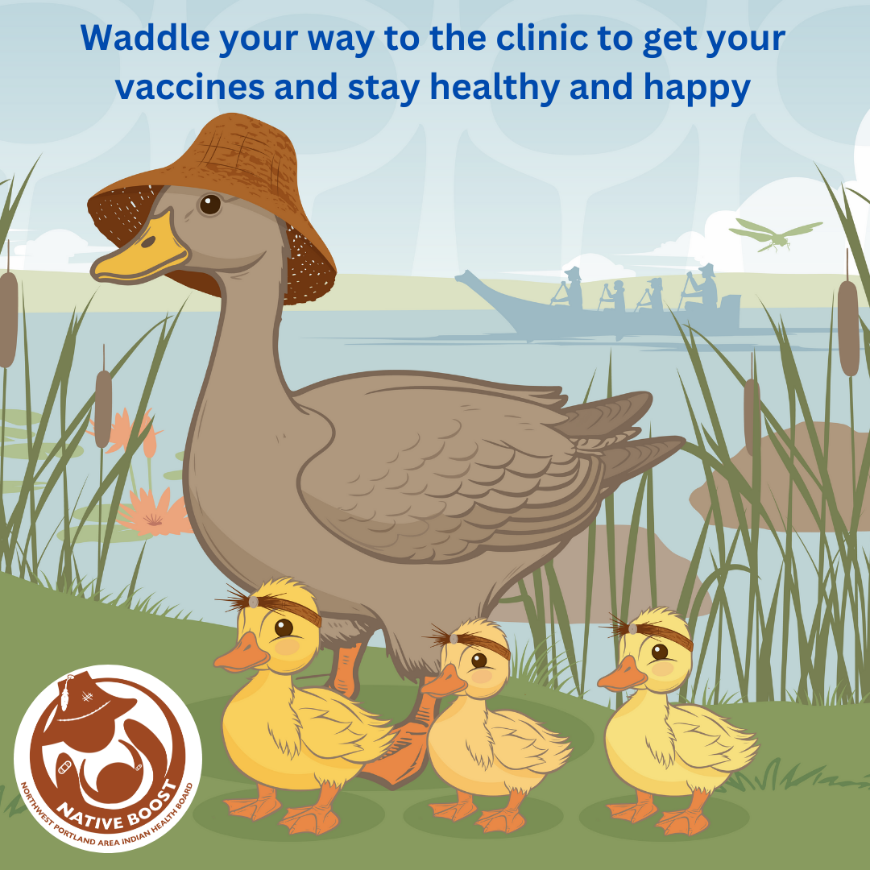 Waddle your way to the clinic to get your
vaccines and stay healthy and happy
NATIVE BOOST
NORTHWEST PORTLAND AREA INDIAN HEALTH BOARD